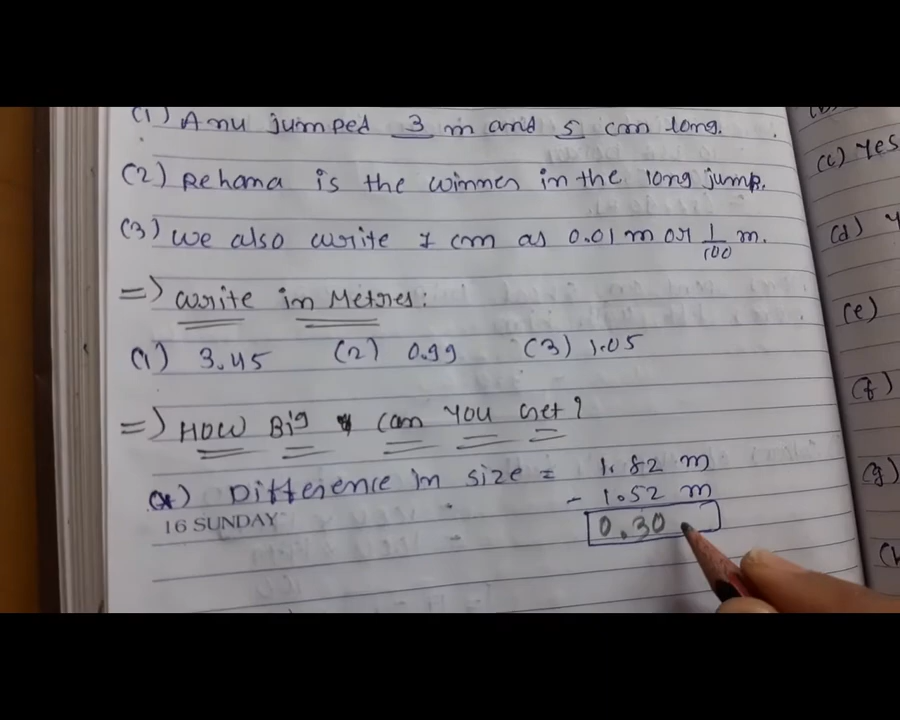 (1) Anu jumped 3 m and 5 cm long.
(2) Rehana is the winner in the long jump.
(3) we also write 1 cm as 0.01 m or 1/100 m.
=> write in Metres:
(1) 3.45 (2) 0.99 (3) 1.05
=> HOW Big Can You Get?
Difference in size = 1.82 m
- 1.52 m
16 SUNDAY
0.30
(c) Yes
(d)
(e)
(f)
(g)